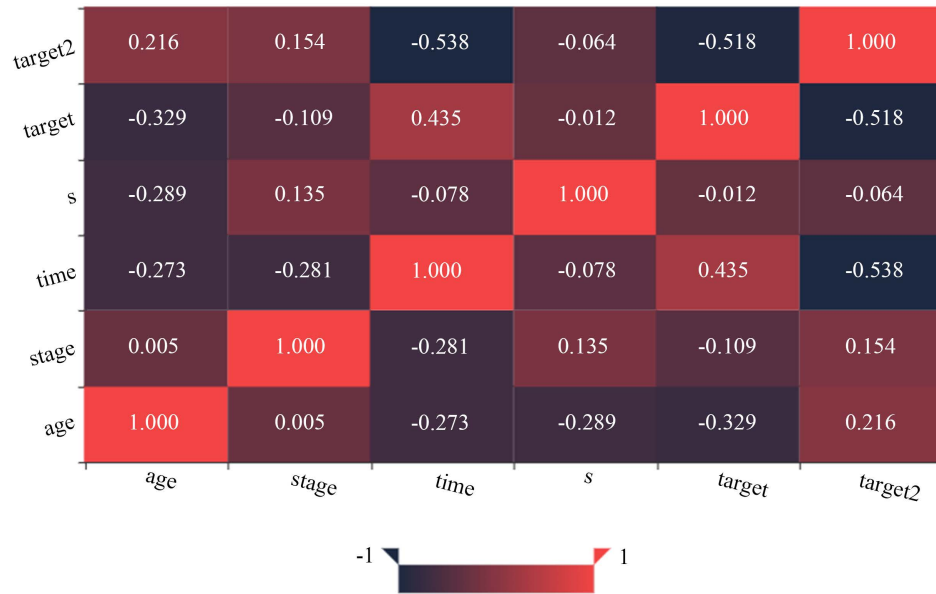 target2 0.216 0.154 -0.538 -0.064 -0.518 1.000
target -0.329 -0.109 0.435 -0.012 1.000 -0.518
s -0.289 0.135 -0.078 1.000 -0.012 -0.064
time -0.273 -0.281 1.000 -0.078 0.435 -0.538
stage 0.005 1.000 -0.281 0.135 -0.109 0.154
age 1.000 0.005 -0.273 -0.289 -0.329 0.216
age stage time s target target2
-1 1